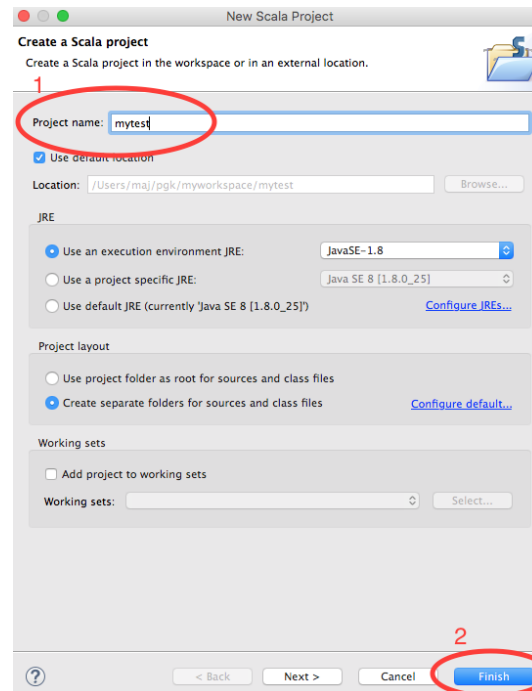 New Scala Project
Create a Scala project
Create a Scala project in the workspace or in an external location.
1
Project name: mytest
Use default location
Location: /Users/maj/pgk/myworkspace/mytest Browse...
JRE
Use an execution environment JRE: JavaSE-1.8
Use a project specific JRE: Java SE 8 [1.8.0_25]
Use default JRE (currently 'Java SE 8 [1.8.0_25]') Configure JREs...
Project layout
Use project folder as root for sources and class files
Create separate folders for sources and class files Configure default...
Working sets
Add project to working sets
Working sets: Select...
2
? < Back Next > Cancel Finish